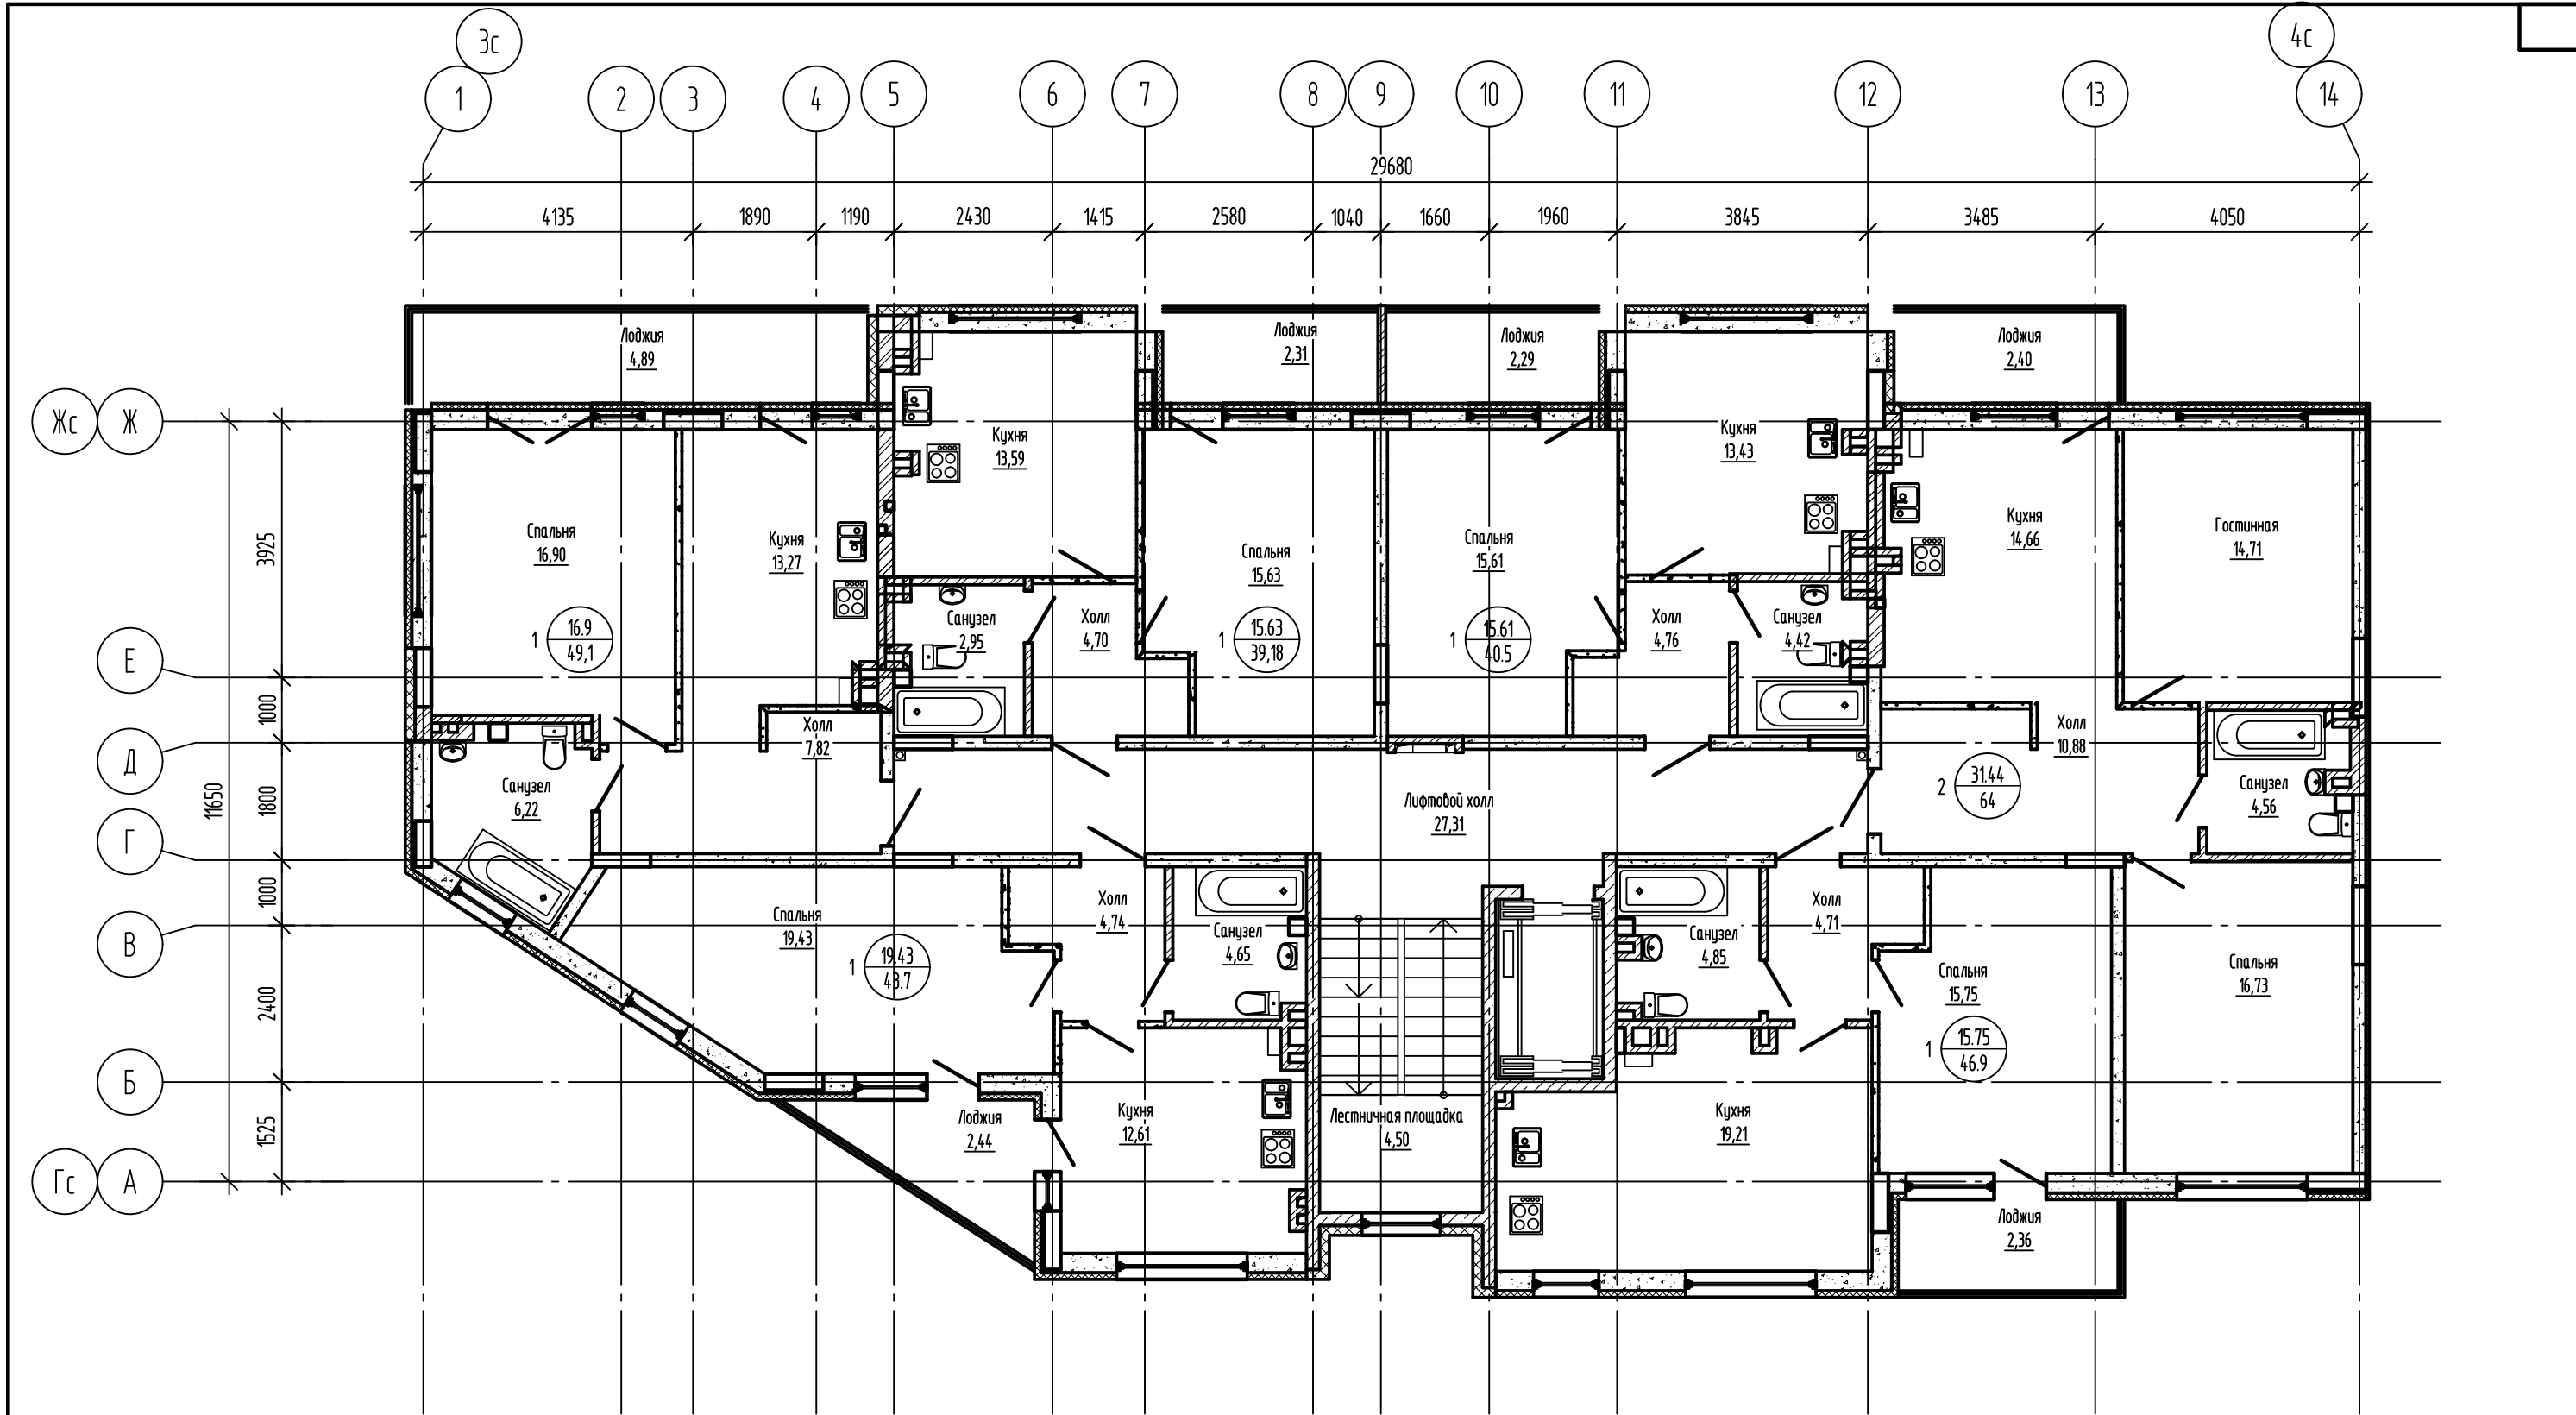 3с
4с
1
2
3
4
5
6
7
8
9
10
11
12
13
14
29680
4135
1890
1190
2430
1415
2580
1040
1660
1960
3845
3485
4050
Лоджия
4,89
Лоджия
2,31
Лоджия
2,29
Лоджия
2,40
Жс
Ж
Кухня
13,59
Кухня
13,43
Спальня
16,90
Кухня
13,27
Спальня
15,63
Спальня
15,61
Кухня
14,66
Гостинная
14,71
3925
1
16.9
49,1
Санузел
2,95
Холл
4,70
1
15.63
39,18
1
15.61
40.5
Холл
4,76
Санузел
4,42
Е
1000
Холл
7,82
Холл
10,88
Д
11650
1800
Санузел
6,22
Лифтовой холл
27,31
2
31.44
64
Санузел
4,56
Г
1000
Спальня
19,43
Холл
4,74
Санузел
4,65
Санузел
4,85
Холл
4,71
В
1
19.43
43.7
Спальня
15,75
Спальня
16,73
2400
1
15.75
46.9
Б
1525
Лоджия
2,44
Кухня
12,61
Лестничная площадка
4,50
Кухня
19,21
Гс
А
Лоджия
2,36